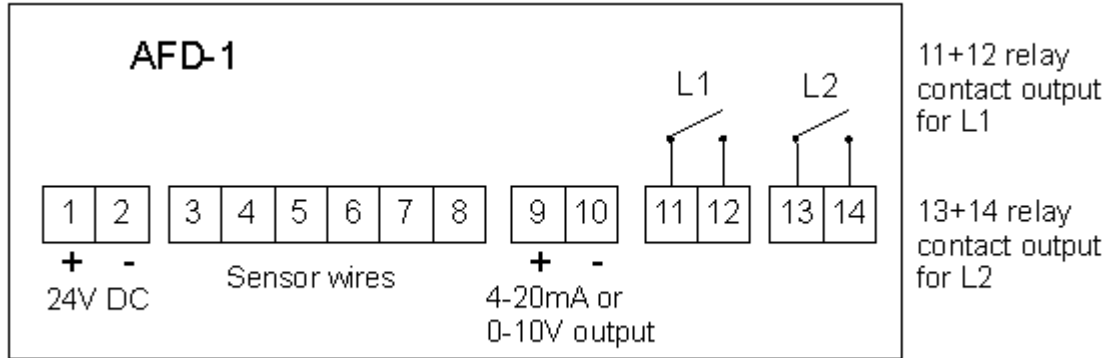 AFD-1
L1 L2
11+12 relay
contact output
for L1
1 2 3 4 5 6 7 8 9 10 11 12 13 14
+ - + -
24V DC
Sensor wires
4-20mA or
0-10V output
13+14 relay
contact output
for L2